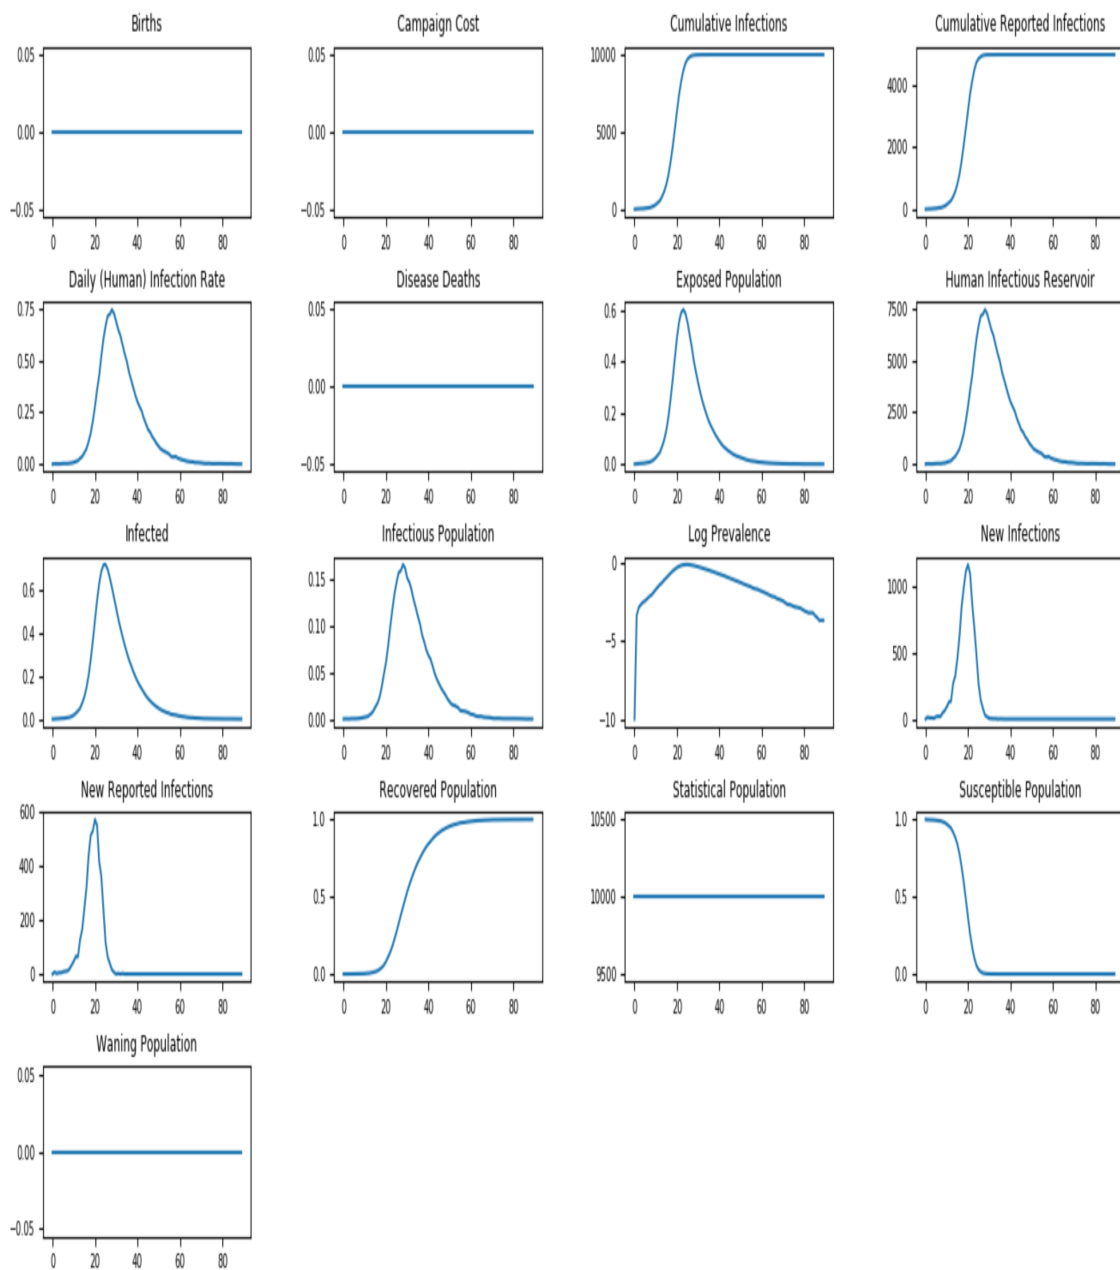 Births
Campaign Cost
Cumulative Infections
Cumulative Reported Infections
0.05
0.00
−0.05
0 20 40 60 80
0.05
0.00
−0.05
0 20 40 60 80
10000
5000
0
0 20 40 60 80
4000
2000
0
0 20 40 60 80
Daily (Human) Infection Rate
Disease Deaths
Exposed Population
Human Infectious Reservoir
0.75
0.50
0.25
0.00
0 20 40 60 80
0.05
0.00
−0.05
0 20 40 60 80
0.6
0.4
0.2
0.0
0 20 40 60 80
7500
5000
2500
0
0 20 40 60 80
Infected
Infectious Population
Log Prevalence
New Infections
0.6
0.4
0.2
0.0
0 20 40 60 80
0.15
0.10
0.05
0.00
0 20 40 60 80
0
−5
−10
0 20 40 60 80
1000
500
0
0 20 40 60 80
New Reported Infections
Recovered Population
Statistical Population
Susceptible Population
600
400
200
0
0 20 40 60 80
1.0
0.5
0.0
0 20 40 60 80
10500
10000
9500
0 20 40 60 80
1.0
0.5
0.0
0 20 40 60 80
Waning Population
0.05
0.00
−0.05
0 20 40 60 80